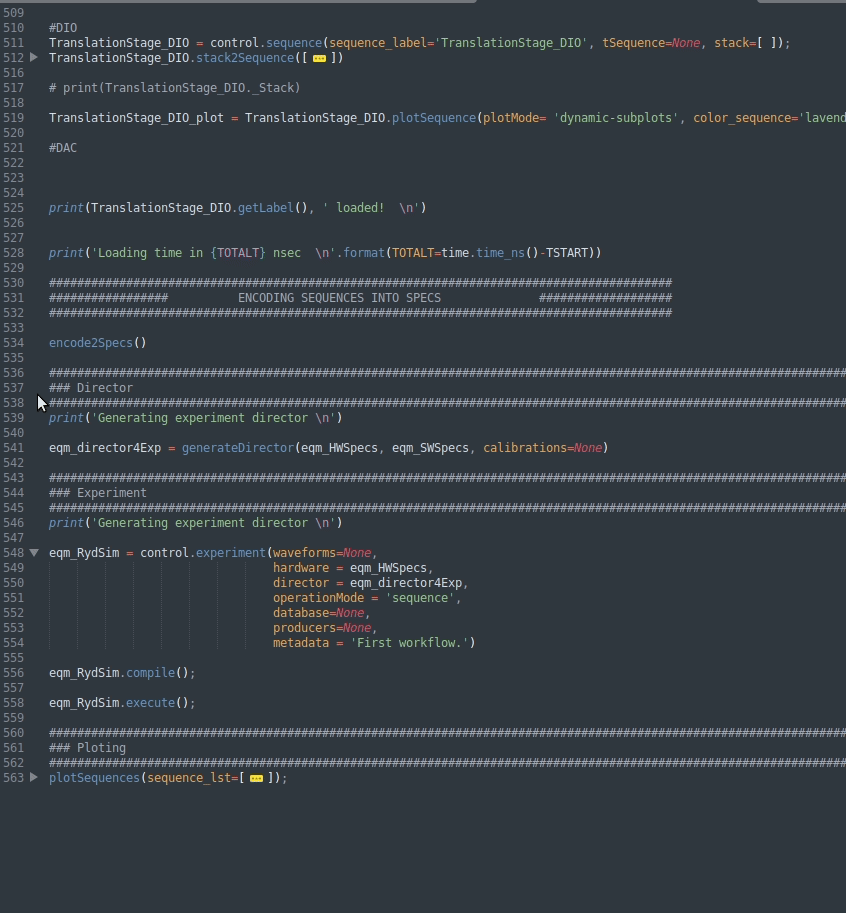 509
510 #DIO
511 TranslationStage_DIO = control.sequence(sequence_label='TranslationStage_DIO', tSequence=None, stack=[ ]);
512 TranslationStage_DIO.stack2Sequence([ ... ])
516
517 # print(TranslationStage_DIO._Stack)
518
519 TranslationStage_DIO_plot = TranslationStage_DIO.plotSequence(plotMode= 'dynamic-subplots', color_sequence='lavend
520
521 #DAC
522
523
524
525 print(TranslationStage_DIO.getLabel(), ' loaded!  \n')
526
527
528 print('Loading time in {TOTALT} nsec  \n'.format(TOTALT=time.time_ns()-TSTART))
529
530 #########################################################################################
531 #################          ENCODING SEQUENCES INTO SPECS              ###################
532 #########################################################################################
533
534 encode2Specs()
535
536 ##################################################################################################################
537 ### Director
538 ##################################################################################################################
539 print('Generating experiment director \n')
540
541 eqm_director4Exp = generateDirector(eqm_HWSpecs, eqm_SWSpecs, calibrations=None)
542
543 ##################################################################################################################
544 ### Experiment
545 ##################################################################################################################
546 print('Generating experiment director \n')
547
548 eqm_RydSim = control.experiment(waveforms=None,
549 hardware = eqm_HWSpecs,
550 director = eqm_director4Exp,
551 operationMode = 'sequence',
552 database=None,
553 producers=None,
554 metadata = 'First workflow.')
555
556 eqm_RydSim.compile();
557
558 eqm_RydSim.execute();
559
560 ##################################################################################################################
561 ### Ploting
562 ##################################################################################################################
563 plotSequences(sequence_lst=[ ... ]);